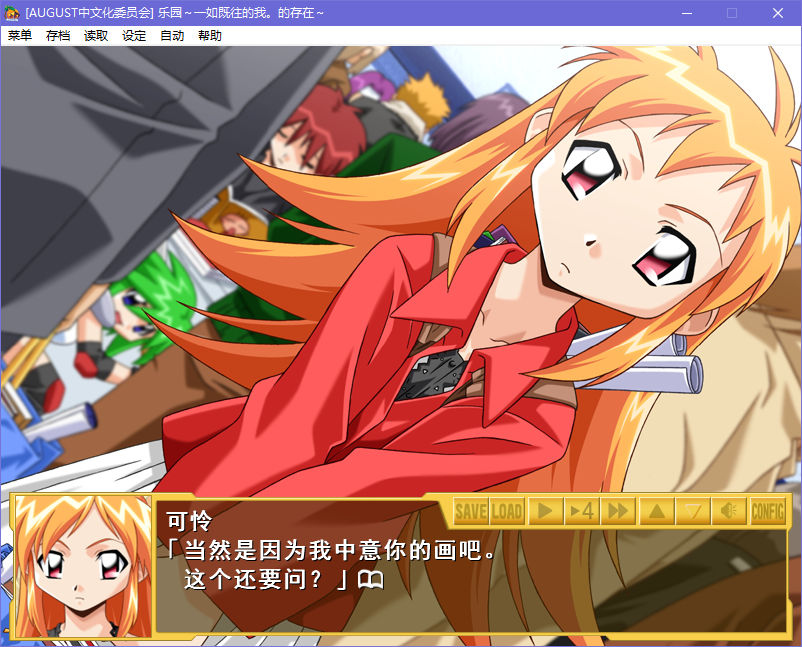 [AUGUST中文化委员会] 乐园～一如既往的我。的存在～
菜单 存档 读取 设定 自动 帮助
SAVE LOAD ▶ ▶4 ▶▶ ▲ ▽ CONFIG
可怜
「当然是因为我中意你的画吧。
这个还要问？」